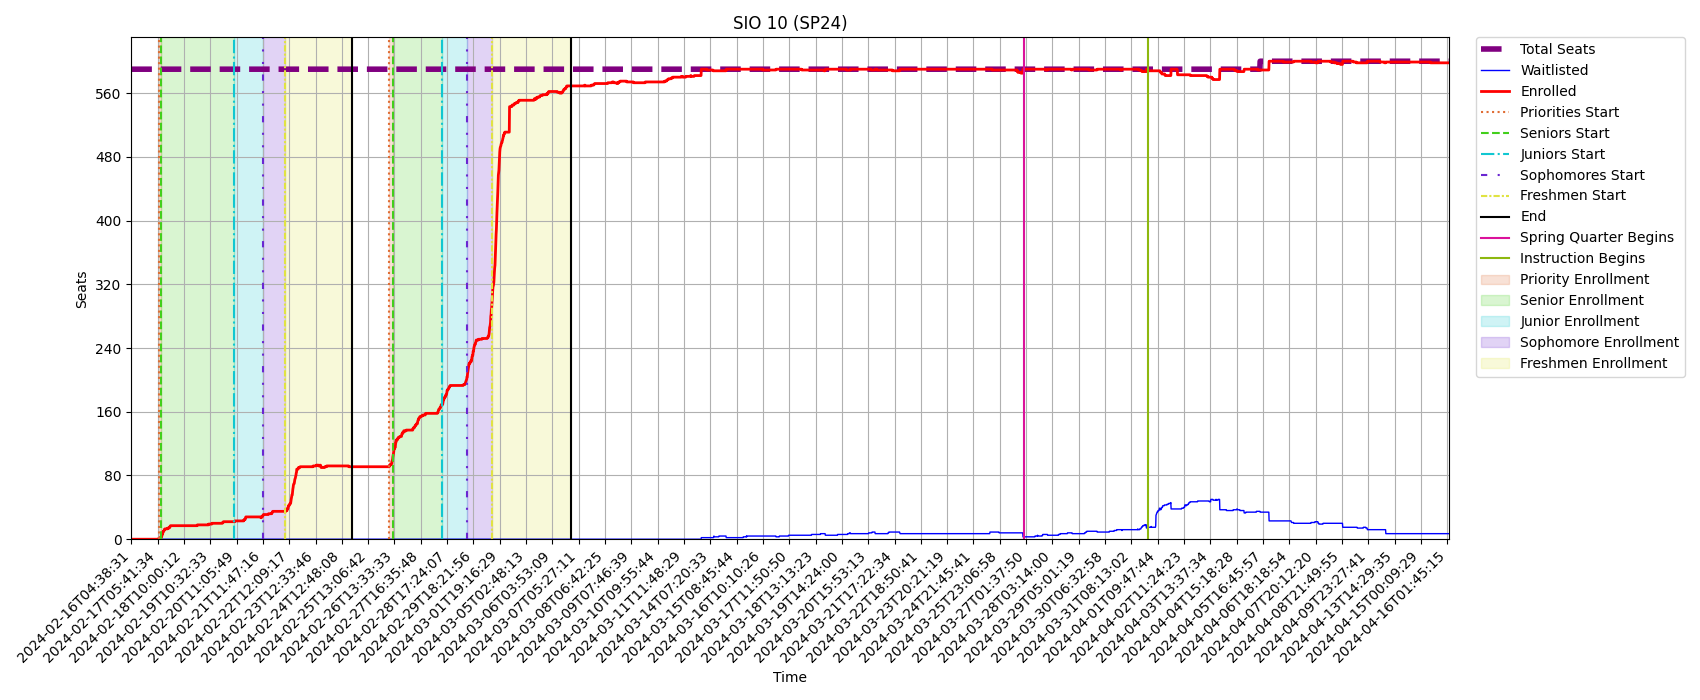 SIO 10 (SP24)
Total Seats
Waitlisted
Enrolled
Priorities Start
Seniors Start
Juniors Start
Sophomores Start
Freshmen Start
End
Spring Quarter Begins
Instruction Begins
Priority Enrollment
Senior Enrollment
Junior Enrollment
Sophomore Enrollment
Freshmen Enrollment
Seats
560
480
400
320
240
160
80
0
2024-02-16T04:38:31
2024-02-17T05:41:34
2024-02-18T10:00:12
2024-02-19T10:32:33
2024-02-20T11:05:49
2024-02-21T11:47:16
2024-02-22T12:09:17
2024-02-23T12:33:46
2024-02-24T12:48:08
2024-02-25T13:06:42
2024-02-26T13:33:33
2024-02-27T16:35:48
2024-02-28T17:24:07
2024-02-29T18:21:56
2024-03-01T19:16:29
2024-03-05T02:48:13
2024-03-06T03:53:09
2024-03-07T05:27:11
2024-03-08T06:42:25
2024-03-09T07:46:39
2024-03-10T09:55:44
2024-03-11T11:48:29
2024-03-14T07:20:33
2024-03-15T08:45:44
2024-03-16T10:10:26
2024-03-17T11:50:50
2024-03-18T13:13:23
2024-03-19T14:24:00
2024-03-20T15:53:13
2024-03-21T17:22:34
2024-03-22T18:50:41
2024-03-23T20:21:19
2024-03-24T21:45:41
2024-03-25T23:06:58
2024-03-27T01:37:50
2024-03-28T03:14:00
2024-03-29T05:01:19
2024-03-30T06:32:58
2024-03-31T08:13:02
2024-04-01T09:47:44
2024-04-02T11:24:23
2024-04-03T13:37:34
2024-04-04T15:18:28
2024-04-05T16:45:57
2024-04-06T18:18:54
2024-04-07T20:12:20
2024-04-08T21:49:55
2024-04-09T23:27:41
2024-04-13T14:29:35
2024-04-15T00:09:29
2024-04-16T01:45:15
Time